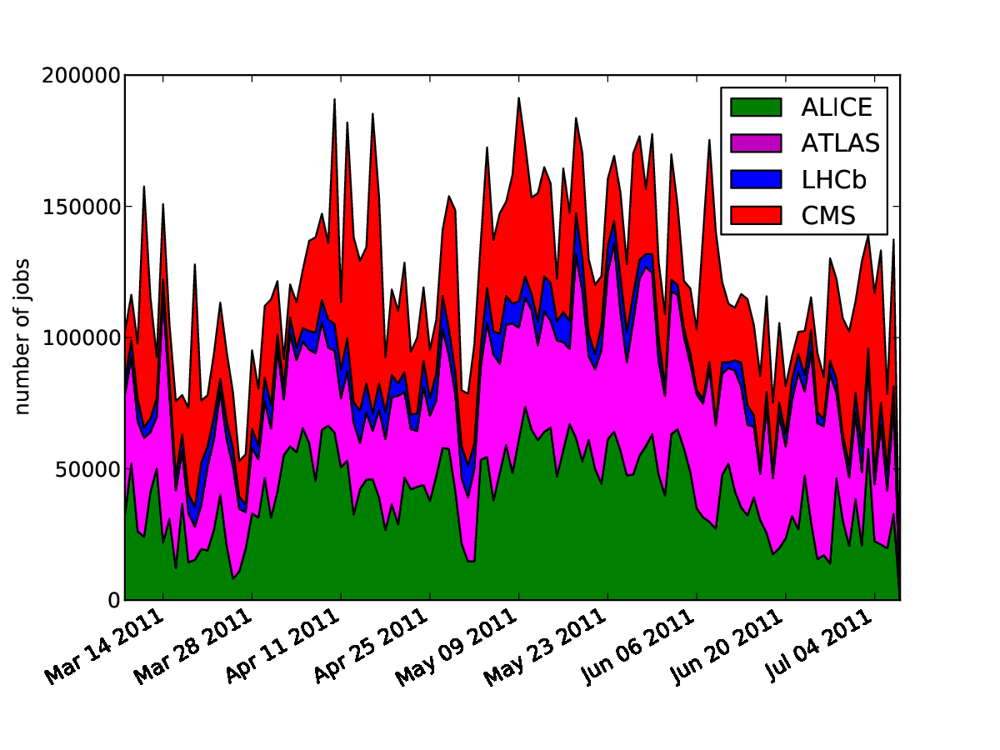 200000
150000
100000
50000
0
number of jobs
ALICE
ATLAS
LHCb
CMS
Mar 14 2011
Mar 28 2011
Apr 11 2011
Apr 25 2011
May 09 2011
May 23 2011
Jun 06 2011
Jun 20 2011
Jul 04 2011